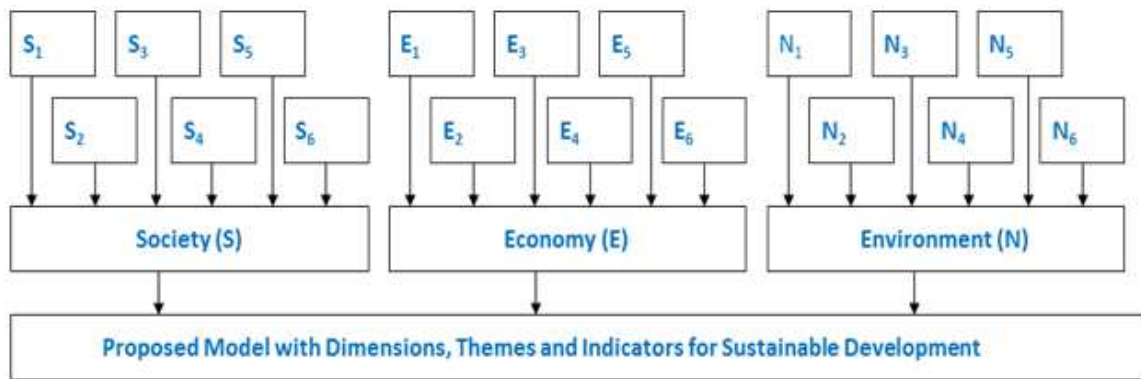 S₁ S₃ S₅ E₁ E₃ E₅ N₁ N₃ N₅
S₂ S₄ S₆ E₂ E₄ E₆ N₂ N₄ N₆
Society (S) Economy (E) Environment (N)
Proposed Model with Dimensions, Themes and Indicators for Sustainable Development